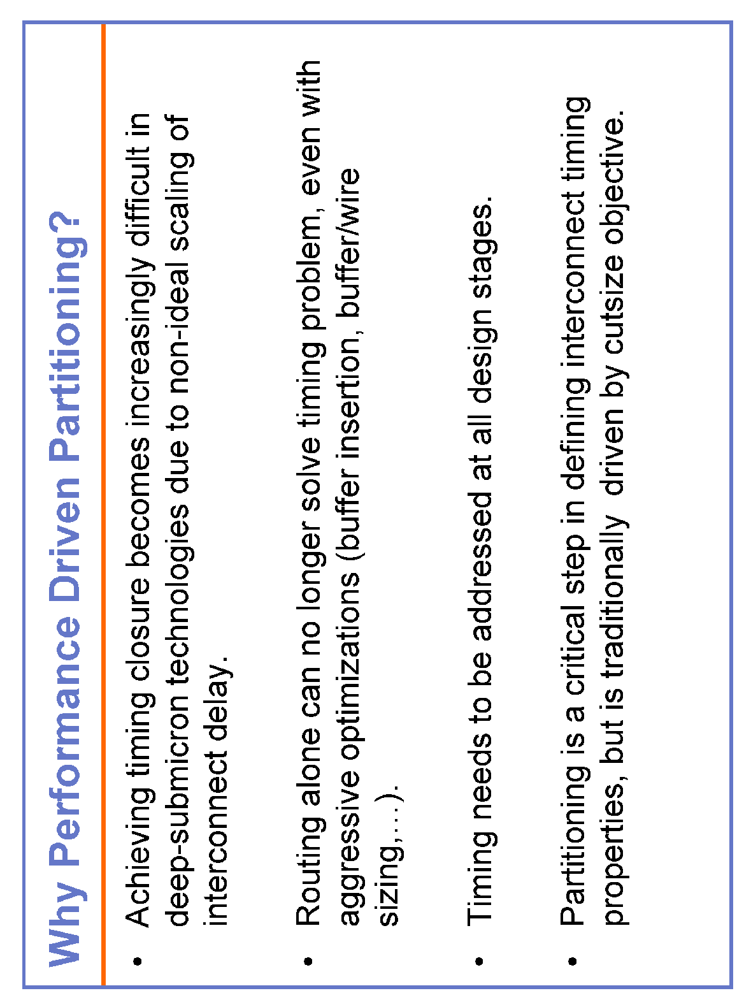 Why Performance Driven Partitioning?
• Achieving timing closure becomes increasingly difficult in
deep-submicron technologies due to non-ideal scaling of
interconnect delay.
• Routing alone can no longer solve timing problem, even with
aggressive optimizations (buffer insertion, buffer/wire
sizing,…).
• Timing needs to be addressed at all design stages.
• Partitioning is a critical step in defining interconnect timing
properties, but is traditionally  driven by cutsize objective.